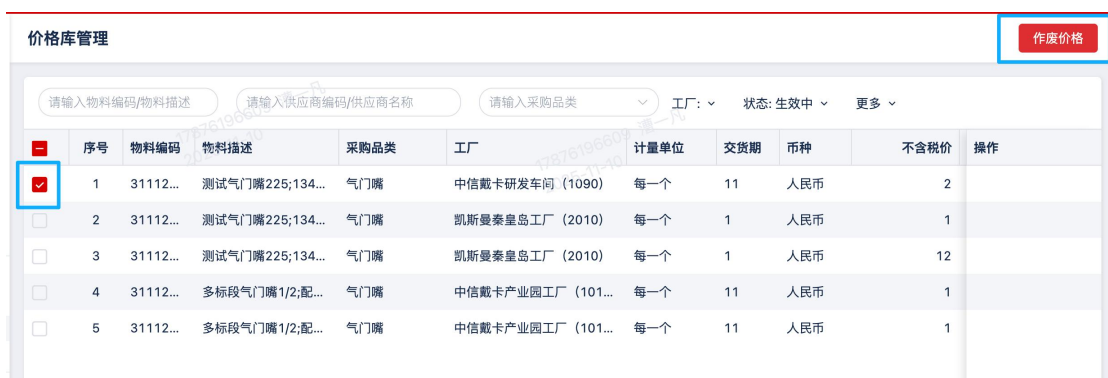 价格库管理
作废价格
请输入物料编码/物料描述 请输入供应商编码/供应商名称 请输入采购品类 工厂: 状态: 生效中 更多
序号 物料编码 物料描述 采购品类 工厂 计量单位 交货期 币种 不含税价 操作
1 31112... 测试气门嘴225;134... 气门嘴 中信戴卡研发车间(1090) 每一个 11 人民币 2
2 31112... 测试气门嘴225;134... 气门嘴 凯斯曼秦皇岛工厂(2010) 每一个 1 人民币 1
3 31112... 测试气门嘴225;134... 气门嘴 凯斯曼秦皇岛工厂(2010) 每一个 1 人民币 12
4 31112... 多标段气门嘴1/2;配... 气门嘴 中信戴卡产业园工厂(101... 每一个 11 人民币 1
5 31112... 多标段气门嘴1/2;配... 气门嘴 中信戴卡产业园工厂(101... 每一个 11 人民币 1